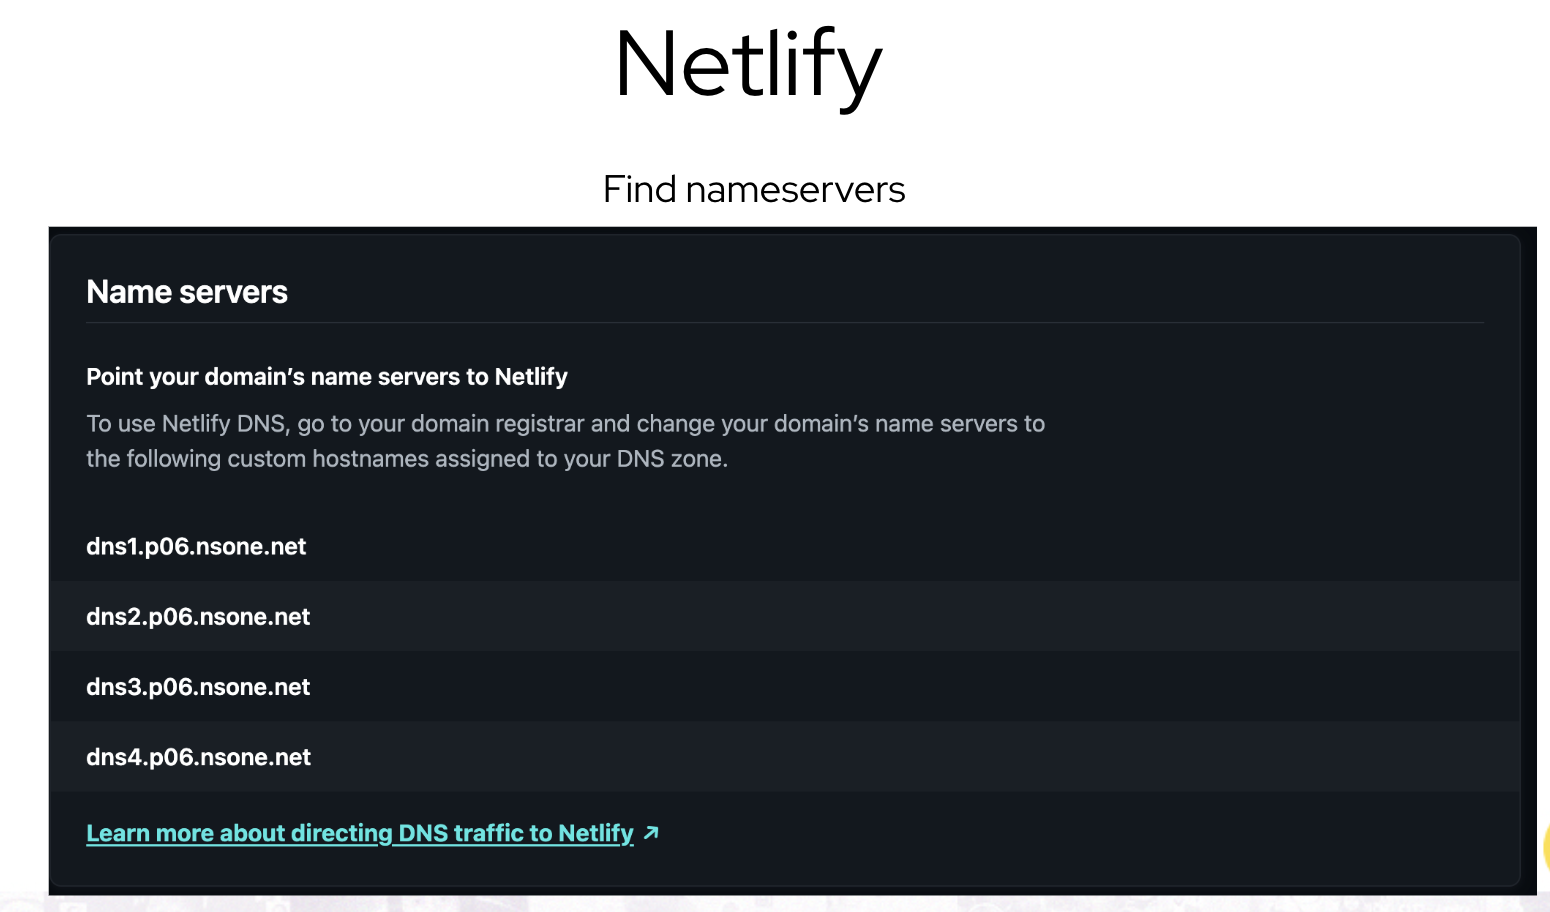 Netlify
Find nameservers
Name servers
Point your domain’s name servers to Netlify
To use Netlify DNS, go to your domain registrar and change your domain’s name servers to
the following custom hostnames assigned to your DNS zone.
dns1.p06.nsone.net
dns2.p06.nsone.net
dns3.p06.nsone.net
dns4.p06.nsone.net
Learn more about directing DNS traffic to Netlify ↗